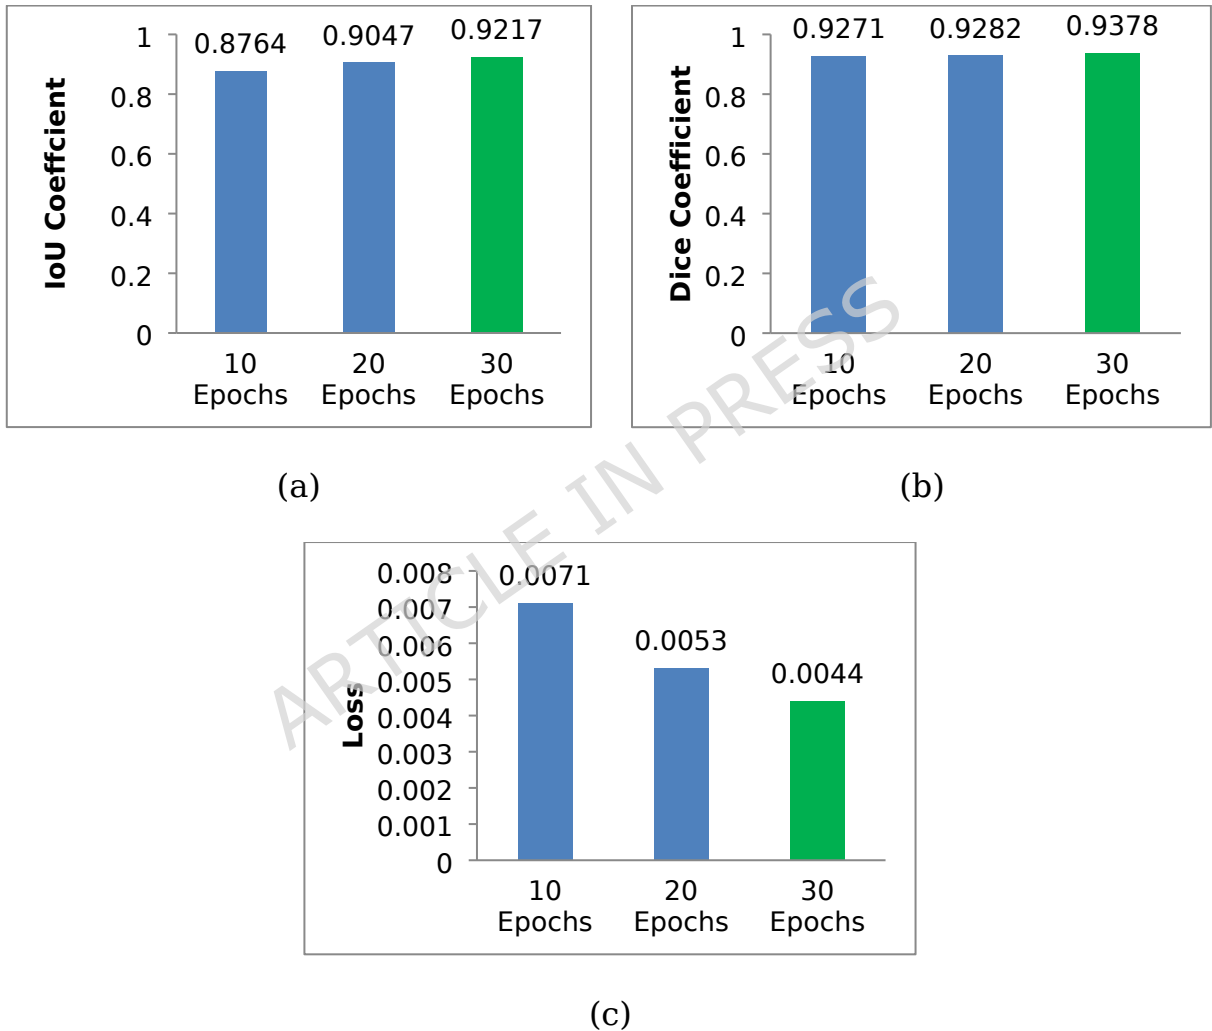 IoU Coeffcient
1
0.8
0.6
0.4
0.2
0
0.8764
0.9047
0.9217
10
Epochs
20
Epochs
30
Epochs
(a)
Dice Coefficient
1
0.8
0.6
0.4
0.2
0
0.9271
0.9282
0.9378
10
Epochs
20
Epochs
30
Epochs
(b)
ARTICLE IN PRESS
Loss
0.008
0.007
0.006
0.005
0.004
0.003
0.002
0.001
0
0.0071
0.0053
0.0044
10
Epochs
20
Epochs
30
Epochs
(c)